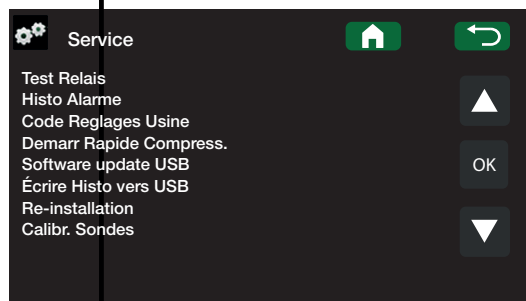 Service
Test Relais
Histo Alarme
Code Reglages Usine
Demarr Rapide Compress.
Software update USB
OK
Écrire Histo vers USB
Re-installation
Calibr. Sondes